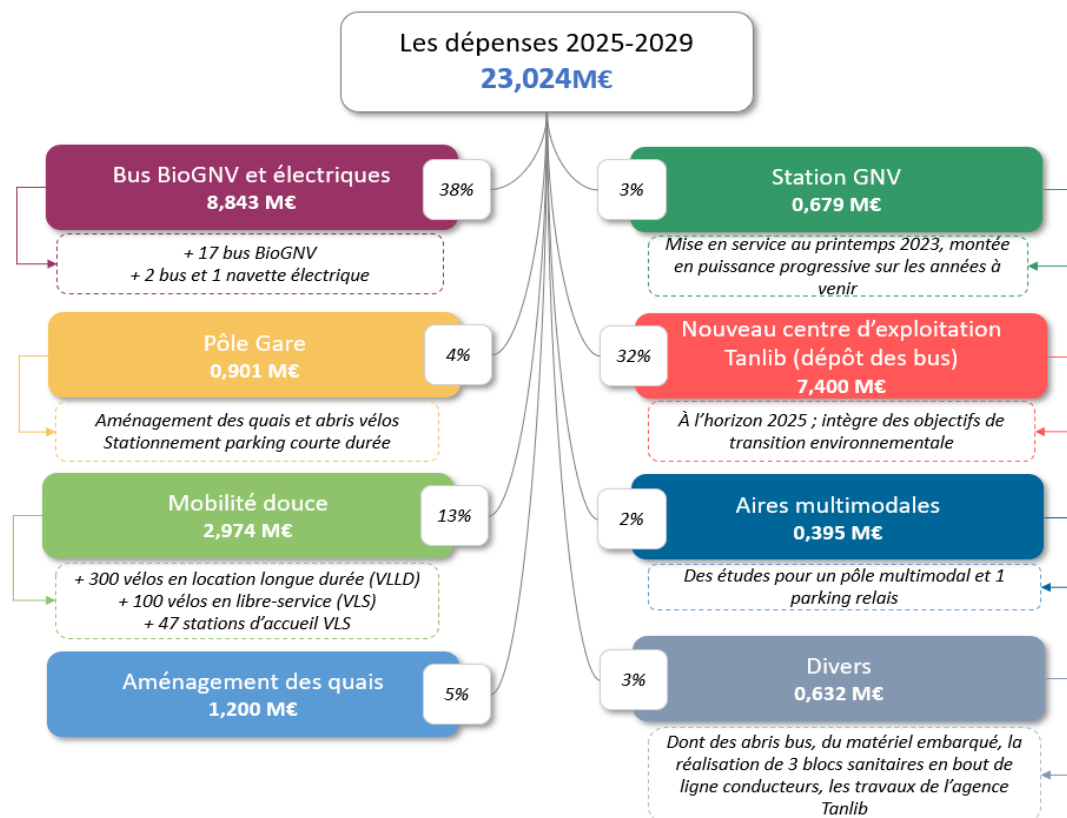 Les dépenses 2025-2029
23,024M€
Bus BioGNV et électriques
8,843 M€
38%
+ 17 bus BioGNV
+ 2 bus et 1 navette électrique
Pôle Gare
0,901 M€
4%
Aménagement des quais et abris vélos
Stationnement parking courte durée
Mobilité douce
2,974 M€
13%
+ 300 vélos en location longue durée (VLLD)
+ 100 vélos en libre-service (VLS)
+ 47 stations d'accueil VLS
Aménagement des quais
1,200 M€
5%
3%
Station GNV
0,679 M€
Mise en service au printemps 2023, montée
en puissance progressive sur les années à
venir
32%
Nouveau centre d'exploitation
Tanlib (dépôt des bus)
7,400 M€
À l'horizon 2025 ; intègre des objectifs de
transition environnementale
2%
Aires multimodales
0,395 M€
Des études pour un pôle multimodal et 1
parking relais
3%
Divers
0,632 M€
Dont des abris bus, du matériel embarqué, la
réalisation de 3 blocs sanitaires en bout de
ligne conducteurs, les travaux de l'agence
Tanlib